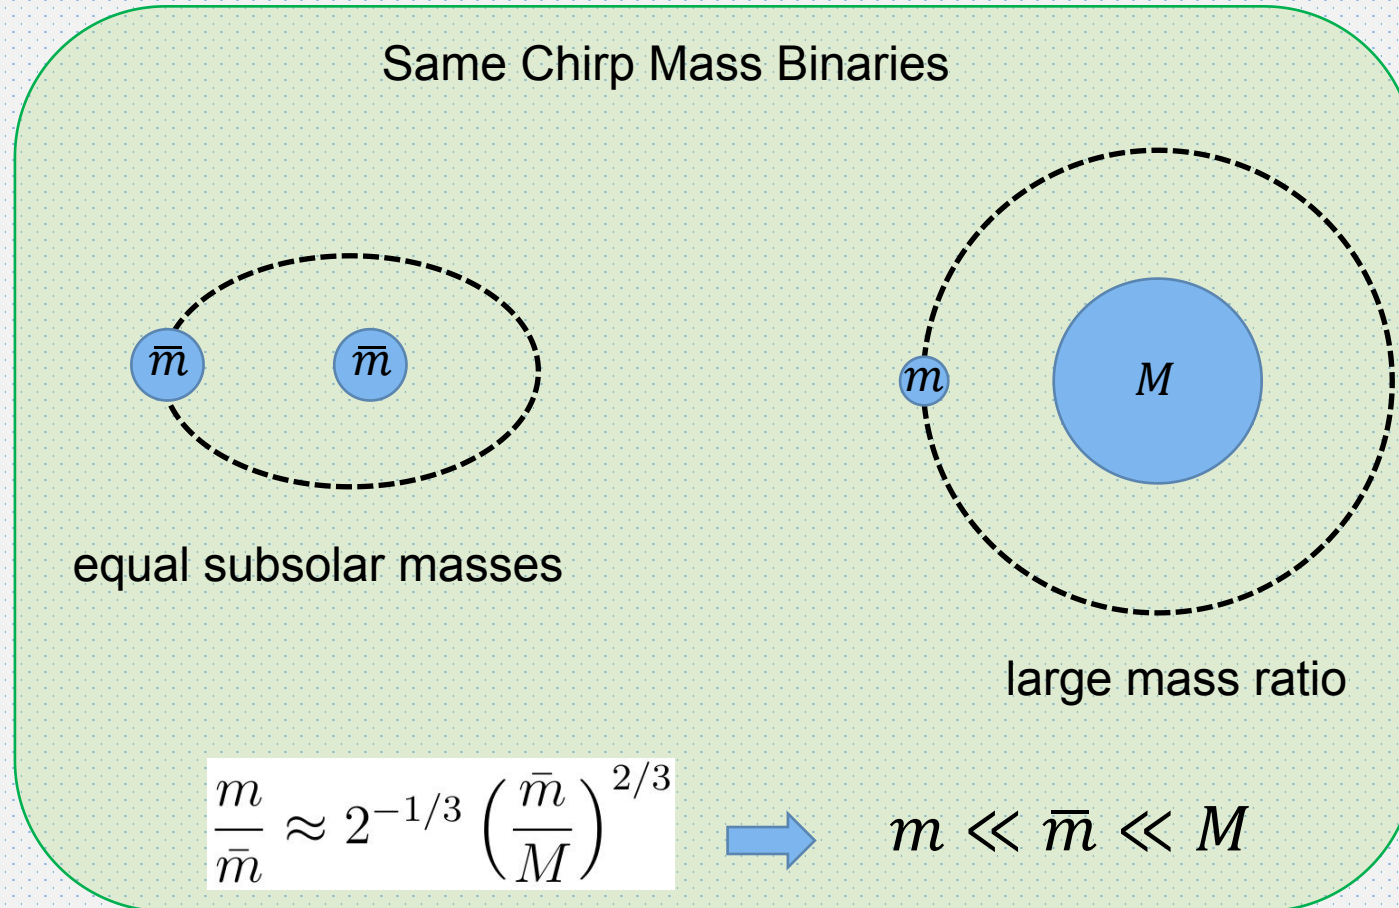 Same Chirp Mass Binaries
m̅ m̅
m M
equal subsolar masses
large mass ratio
m/m̄ ≈ 2^{-1/3} (m̄/M)^{2/3}
m ≪ m̅ ≪ M